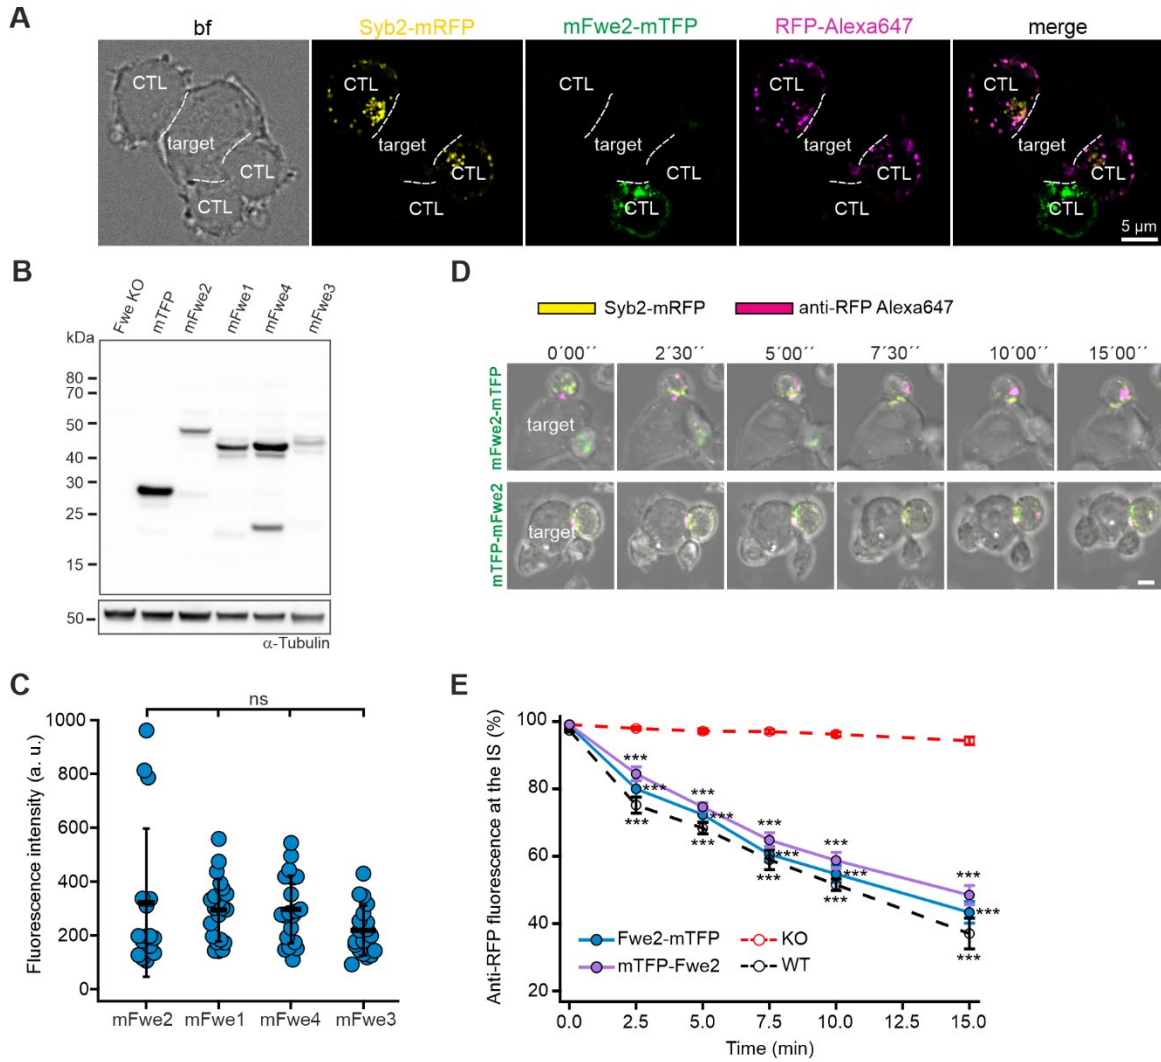 A
bf
Syb2-mRFP
mFwe2-mTFP
RFP-Alexa647
merge
CTL
target
CTL
CTL
CTL
target
CTL
CTL
CTL
target
CTL
CTL
CTL
target
CTL
CTL
CTL
target
CTL
CTL
5 µm
B
Fwe KO
mTFP
mFwe2
mFwe1
mFwe4
mFwe3
kDa
80
70
50
40
30
25
15
50
α-Tubulin
D
Syb2-mRFP
anti-RFP Alexa647
0´00´´ 2´30´´ 5´00´´ 7´30´´ 10´00´´ 15´00´´
mFwe2-mTFP
target
mTFP-mFwe2
target
C
ns
Fluorescence intensity (a. u.)
1000
800
600
400
200
0
mFwe2 mFwe1 mFwe4 mFwe3
E
Anti-RFP fluorescence at the IS (%)
100
80
60
40
20
*** *** *** *** ***
*** *** *** *** ***
*** *** *** *** ***
Fwe2-mTFP
KO
mTFP-Fwe2
WT
0.0 2.5 5.0 7.5 10.0 12.5 15.0
Time (min)